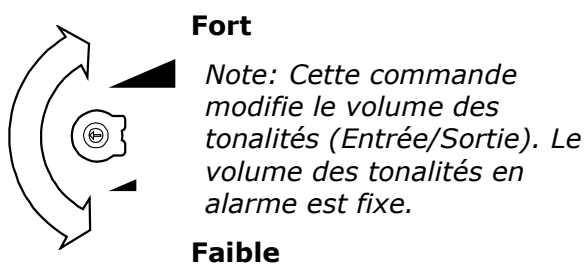 Fort
Note: Cette commande
modifie le volume des
tonalités (Entrée/Sortie). Le
volume des tonalités en
alarme est fixe.
Faible